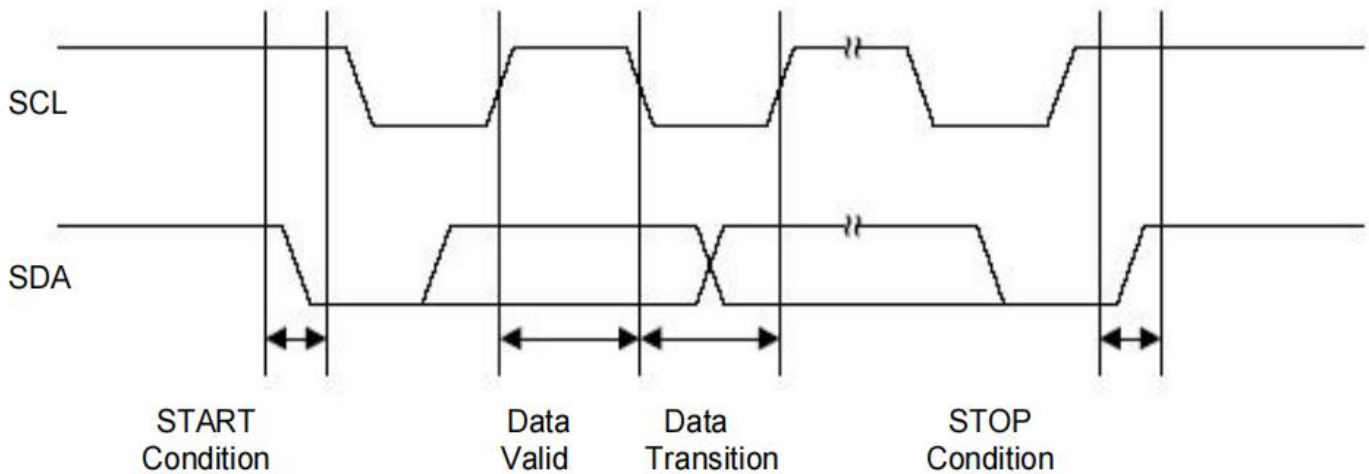 SCL
SDA
START
Condition
Data
Valid
Data
Transition
STOP
Condition